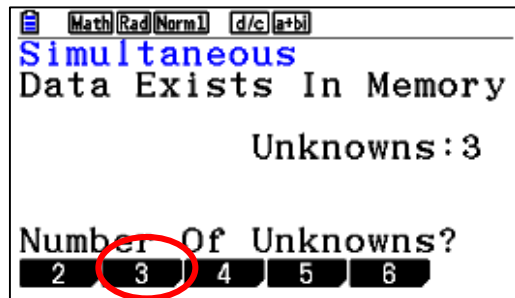 Math Rad Norm1 d/c a+bi
Simultaneous
Data Exists In Memory
Unknowns:3
Number Of Unknowns?
2 3 4 5 6